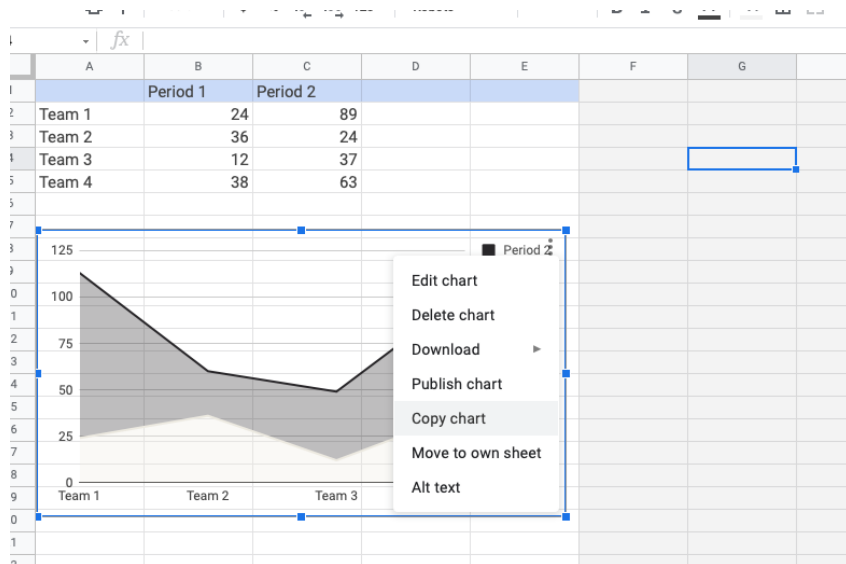 fx
A B C D E F G
Period 1 Period 2
Team 1 24 89
Team 2 36 24
Team 3 12 37
Team 4 38 63
125 Period 2
100
75
50
25
0
Team 1 Team 2 Team 3
Edit chart
Delete chart
Download
Publish chart
Copy chart
Move to own sheet
Alt text